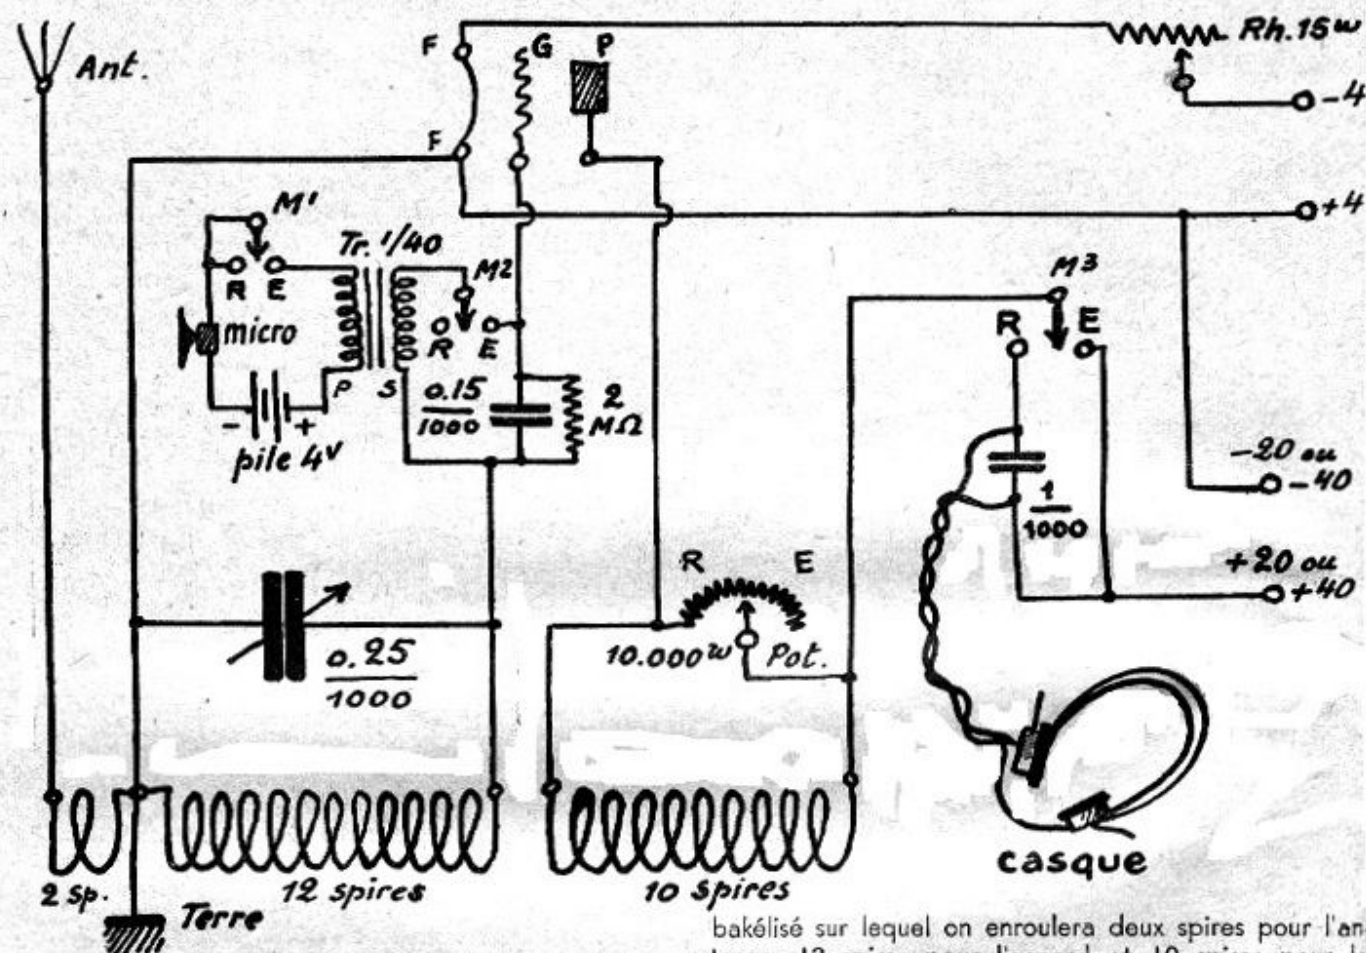 Ant.
F
G
P
Rh. 15 ω
-4
F
+4
M'
Tr. 1/40
M2
M3
R E
R E
R E
micro
P
S
0.15
1000
2
MΩ
- +
pile 4V
-20 ou
-40
1
1000
+20 ou
+40
R E
10.000 ω Pot.
0.25
1000
2 sp.
12 spires
10 spires
casque
Terre
bakélisé sur lequel on enroulera deux spires pour l'an-